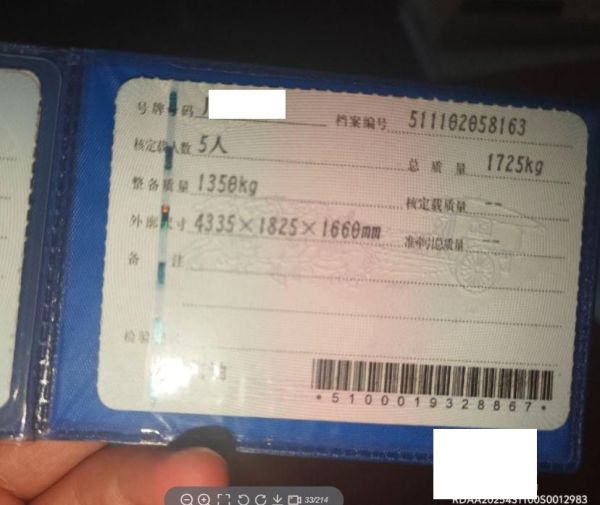 号牌号码
档案编号 511102058163
核定载人数 5人
总质量 1725kg
整备质量 1350kg
核定载质量 --
外廓尺寸 4335×1825×1660mm
准牵引总质量 --
备注
检验
*5100019328867*
33/214